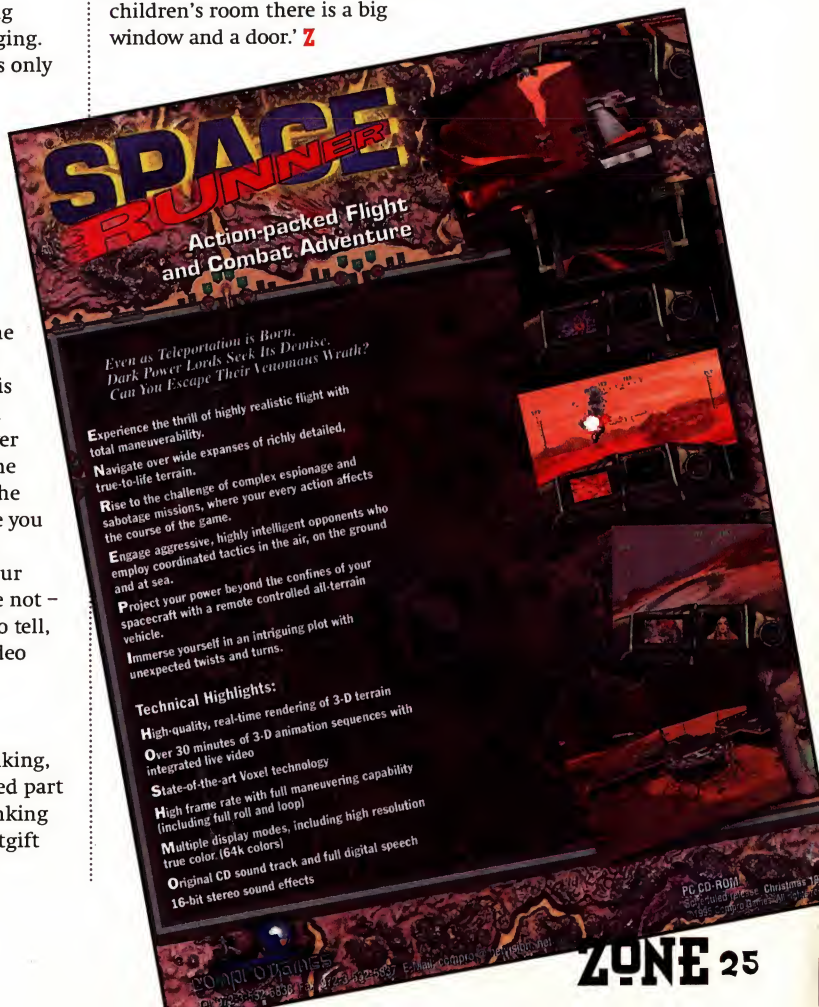 g
ging.
s only
ne
is
er
ne
he
e you
ur
e not –
o tell,
leo
king,
ed part
nking
tgift
children's room there is a big
window and a door.' Z
SPACE
RUNNER
Action-packed Flight
and Combat Adventure
Even as Teleportation is Born,
Dark Power Lords Seek Its Demise.
Can You Escape Their Venomous Wrath?
Experience the thrill of highly realistic flight with
total maneuverability.
Navigate over wide expanses of richly detailed,
true-to-life terrain.
Rise to the challenge of complex espionage and
sabotage missions, where your every action affects
the course of the game.
Engage aggressive, highly intelligent opponents who
employ coordinated tactics in the air, on the ground
and at sea.
Project your power beyond the confines of your
spacecraft with a remote controlled all-terrain
vehicle.
Immerse yourself in an intriguing plot with
unexpected twists and turns.
Technical Highlights:
High-quality, real-time rendering of 3-D terrain
Over 30 minutes of 3-D animation sequences with
integrated live video
State-of-the-art Voxel technology
High frame rate with full maneuvering capability
(including full roll and loop)
Multiple display modes, including high resolution
true color (64k colors)
Original CD sound track and full digital speech
16-bit stereo sound effects
PC CD-ROM
Scheduled release Christmas
E-Mail:
ZONE 25